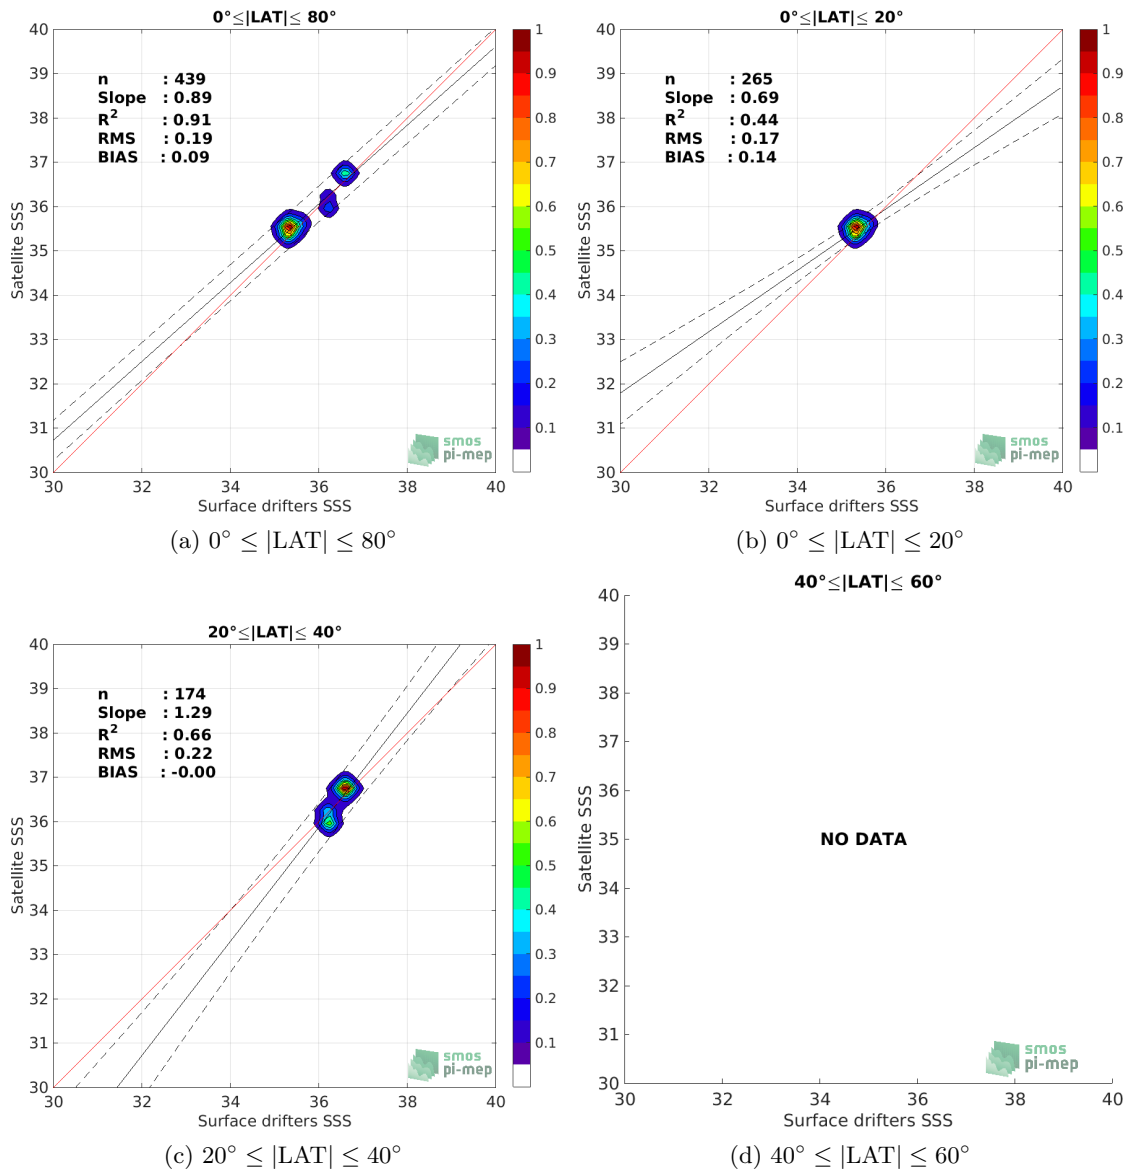 0°≤|LAT|≤ 80°
40
39
38
37
36
35
34
33
32
31
30
Satellite SSS
n : 439
Slope : 0.89
R2 : 0.91
RMS : 0.19
BIAS : 0.09
smos
pi-mep
30 32 34 36 38 40
Surface drifters SSS
1
0.9
0.8
0.7
0.6
0.5
0.4
0.3
0.2
0.1
(a) 0° ≤ |LAT| ≤ 80°
0°≤|LAT|≤ 20°
40
39
38
37
36
35
34
33
32
31
30
Satellite SSS
n : 265
Slope : 0.69
R2 : 0.44
RMS : 0.17
BIAS : 0.14
smos
pi-mep
30 32 34 36 38 40
Surface drifters SSS
1
0.9
0.8
0.7
0.6
0.5
0.4
0.3
0.2
0.1
(b) 0° ≤ |LAT| ≤ 20°
20°≤|LAT|≤ 40°
40
39
38
37
36
35
34
33
32
31
30
Satellite SSS
n : 174
Slope : 1.29
R2 : 0.66
RMS : 0.22
BIAS : -0.00
smos
pi-mep
30 32 34 36 38 40
Surface drifters SSS
1
0.9
0.8
0.7
0.6
0.5
0.4
0.3
0.2
0.1
(c) 20° ≤ |LAT| ≤ 40°
40°≤|LAT|≤ 60°
40
39
38
37
36
35
34
33
32
31
30
Satellite SSS
NO DATA
smos
pi-mep
30 32 34 36 38 40
Surface drifters SSS
(d) 40° ≤ |LAT| ≤ 60°